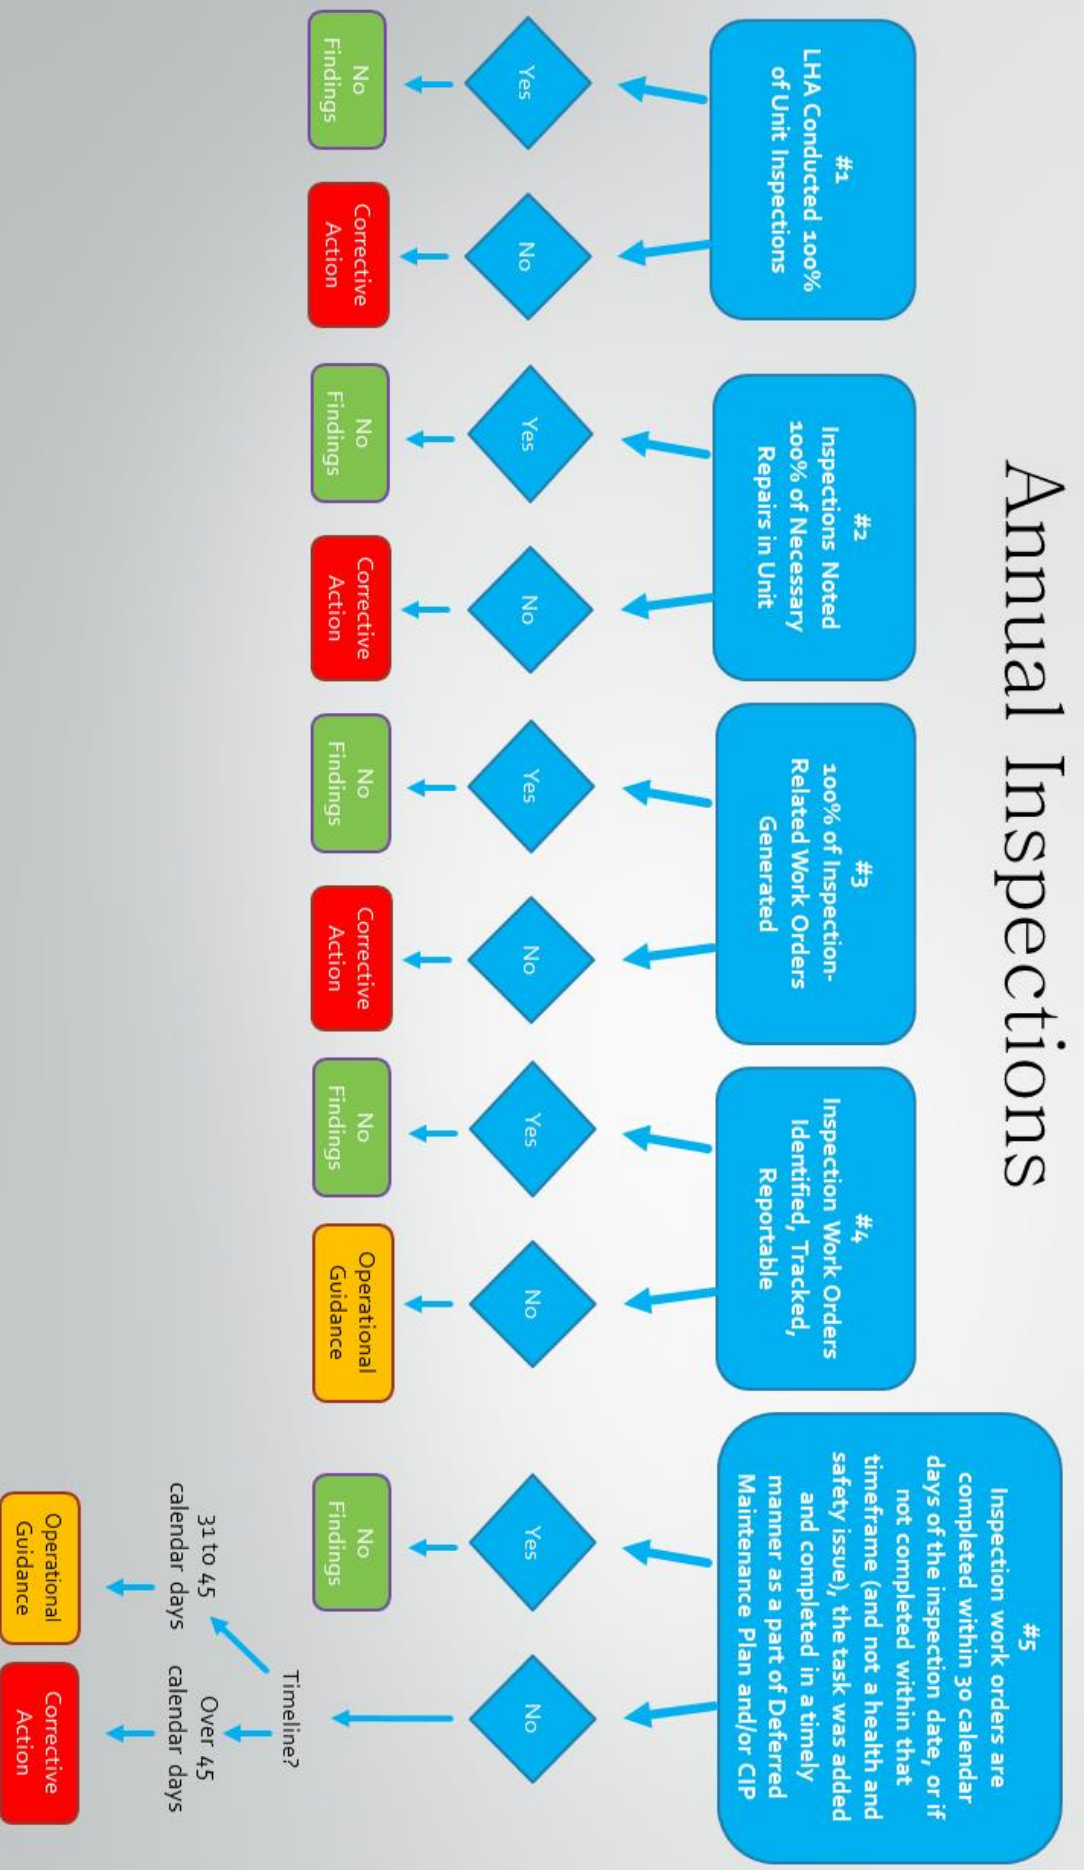 Annual Inspections
#1
LHA Conducted 100%
of Unit Inspections
Yes
No
Findings
No
Corrective
Action
#2
Inspections Noted
100% of Necessary
Repairs in Unit
Yes
No
Findings
No
Corrective
Action
#3
100% of Inspection-
Related Work Orders
Generated
Yes
No
Findings
No
Corrective
Action
#4
Inspection Work Orders
Identified, Tracked,
Reportable
Yes
No
Findings
No
Operational
Guidance
#5
Inspection work orders are
completed within 30 calendar
days of the inspection date, or if
not completed within that
timeframe (and not a health and
safety issue), the task was added
and completed in a timely
manner as a part of Deferred
Maintenance Plan and/or CIP
Yes
No
Findings
No
Timeline?
31 to 45
calendar days
Operational
Guidance
Over 45
calendar days
Corrective
Action